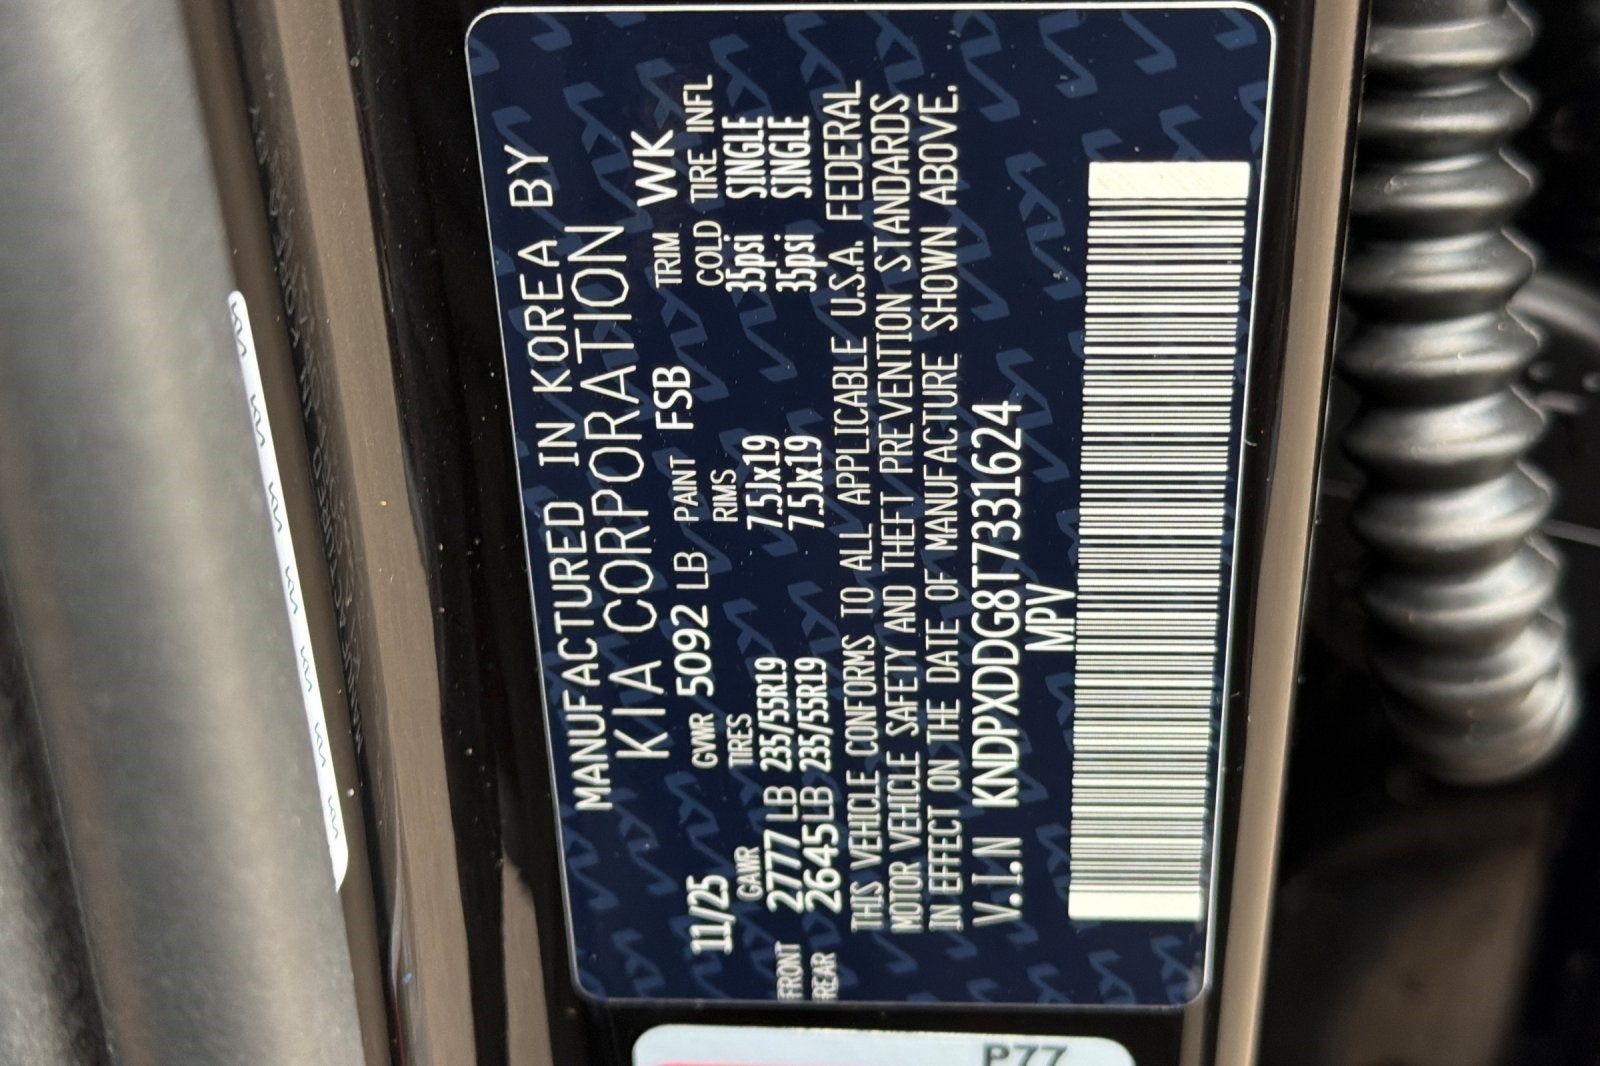 MANUFACTURED IN KOREA BY
KIA CORPORATION
11/25 GVWR 5092 LB PAINT FSB TRIM WK
GAWR TIRES RIMS COLD TIRE INFL
FRONT 2777 LB 235/55R19 7.5Jx19 35psi SINGLE
REAR 2645LB 235/55R19 7.5Jx19 35psi SINGLE
THIS VEHICLE CONFORMS TO ALL APPLICABLE U.S.A. FEDERAL
MOTOR VEHICLE SAFETY AND THEFT PREVENTION STANDARDS
IN EFFECT ON THE DATE OF MANUFACTURE SHOWN ABOVE.
V.I.N KNDPXDDG8T7331624
MPV
P77